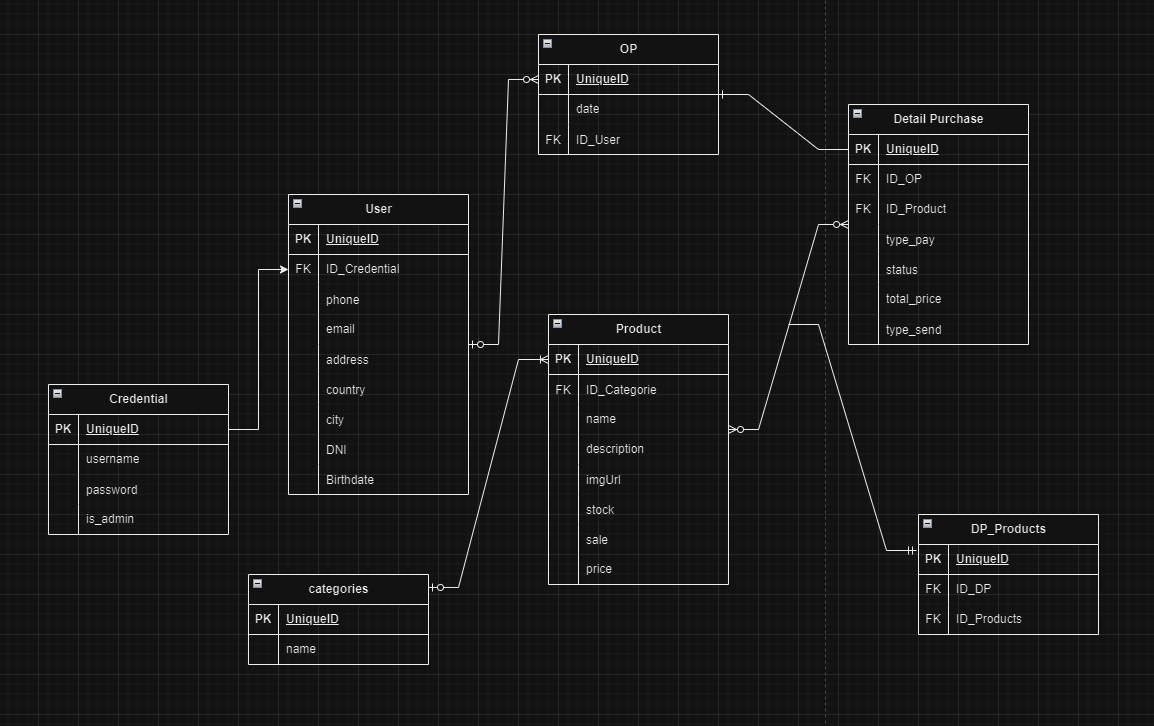 OP
PK UniqueID
date
FK ID_User
Detail Purchase
PK UniqueID
FK ID_OP
FK ID_Product
type_pay
status
total_price
type_send
User
PK UniqueID
FK ID_Credential
phone
email
address
country
city
DNI
Birthdate
Product
PK UniqueID
FK ID_Categorie
name
description
imgUrl
stock
sale
price
Credential
PK UniqueID
username
password
is_admin
DP_Products
PK UniqueID
FK ID_DP
FK ID_Products
categories
PK UniqueID
name